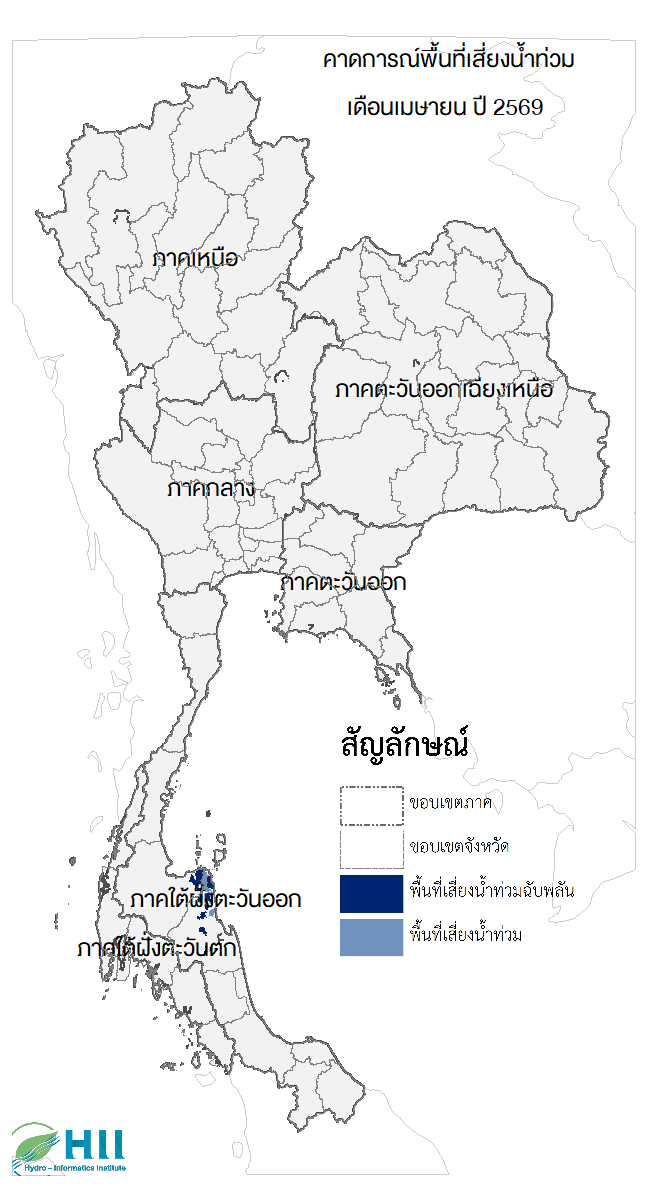 คาดการณ์พื้นที่เสี่ยงน้ำท่วม
เดือนเมษายน ปี 2569
ภาคเหนือ
ภาคตะวันออกเฉียงเหนือ
ภาคกลาง
ภาคตะวันออก
สัญลักษณ์
ขอบเขตภาค
ขอบเขตจังหวัด
พื้นที่เสี่ยงน้ำท่วมฉับพลัน
พื้นที่เสี่ยงน้ำท่วม
ภาคใต้ฝั่งตะวันออก
ภาคใต้ฝั่งตะวันตก
HII
Hydro – Informatics Institute